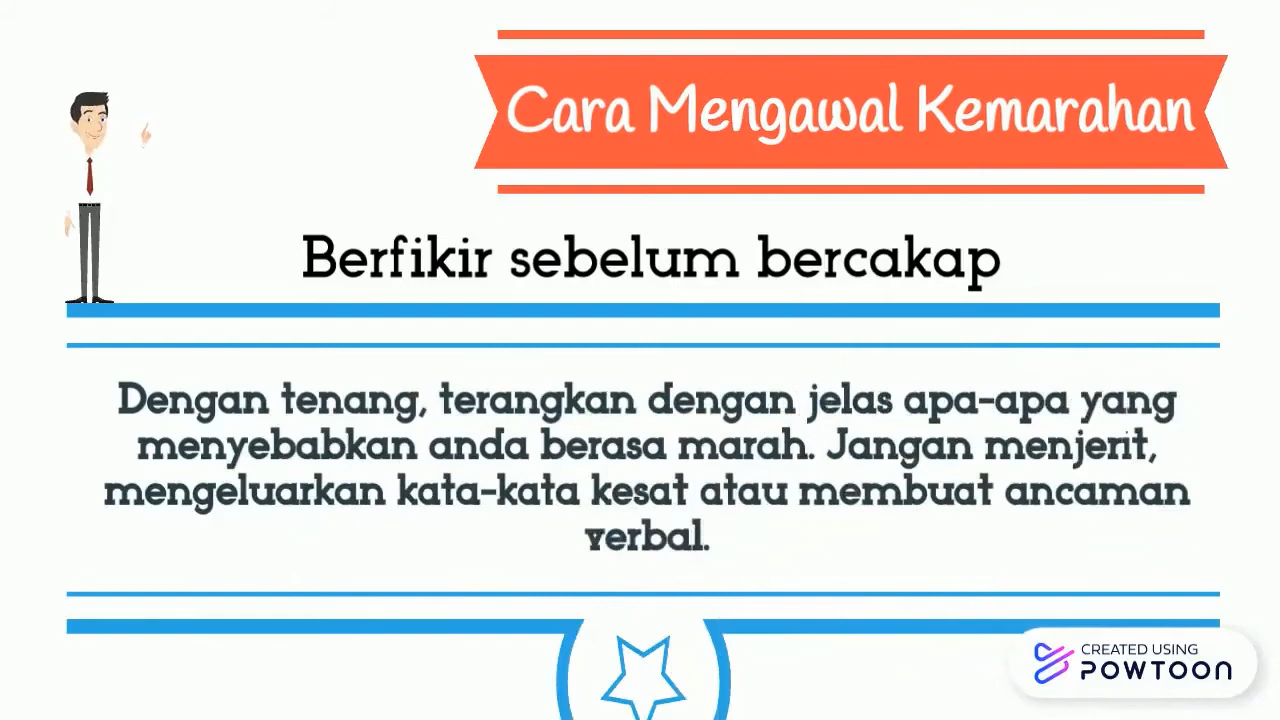 Cara Mengawal Kemarahan
Berfikir sebelum bercakap
Dengan tenang, terangkan dengan jelas apa-apa yang
menyebabkan anda berasa marah. Jangan menjerit,
mengeluarkan kata-kata kesat atau membuat ancaman
verbal.
CREATED USING
POWTOON